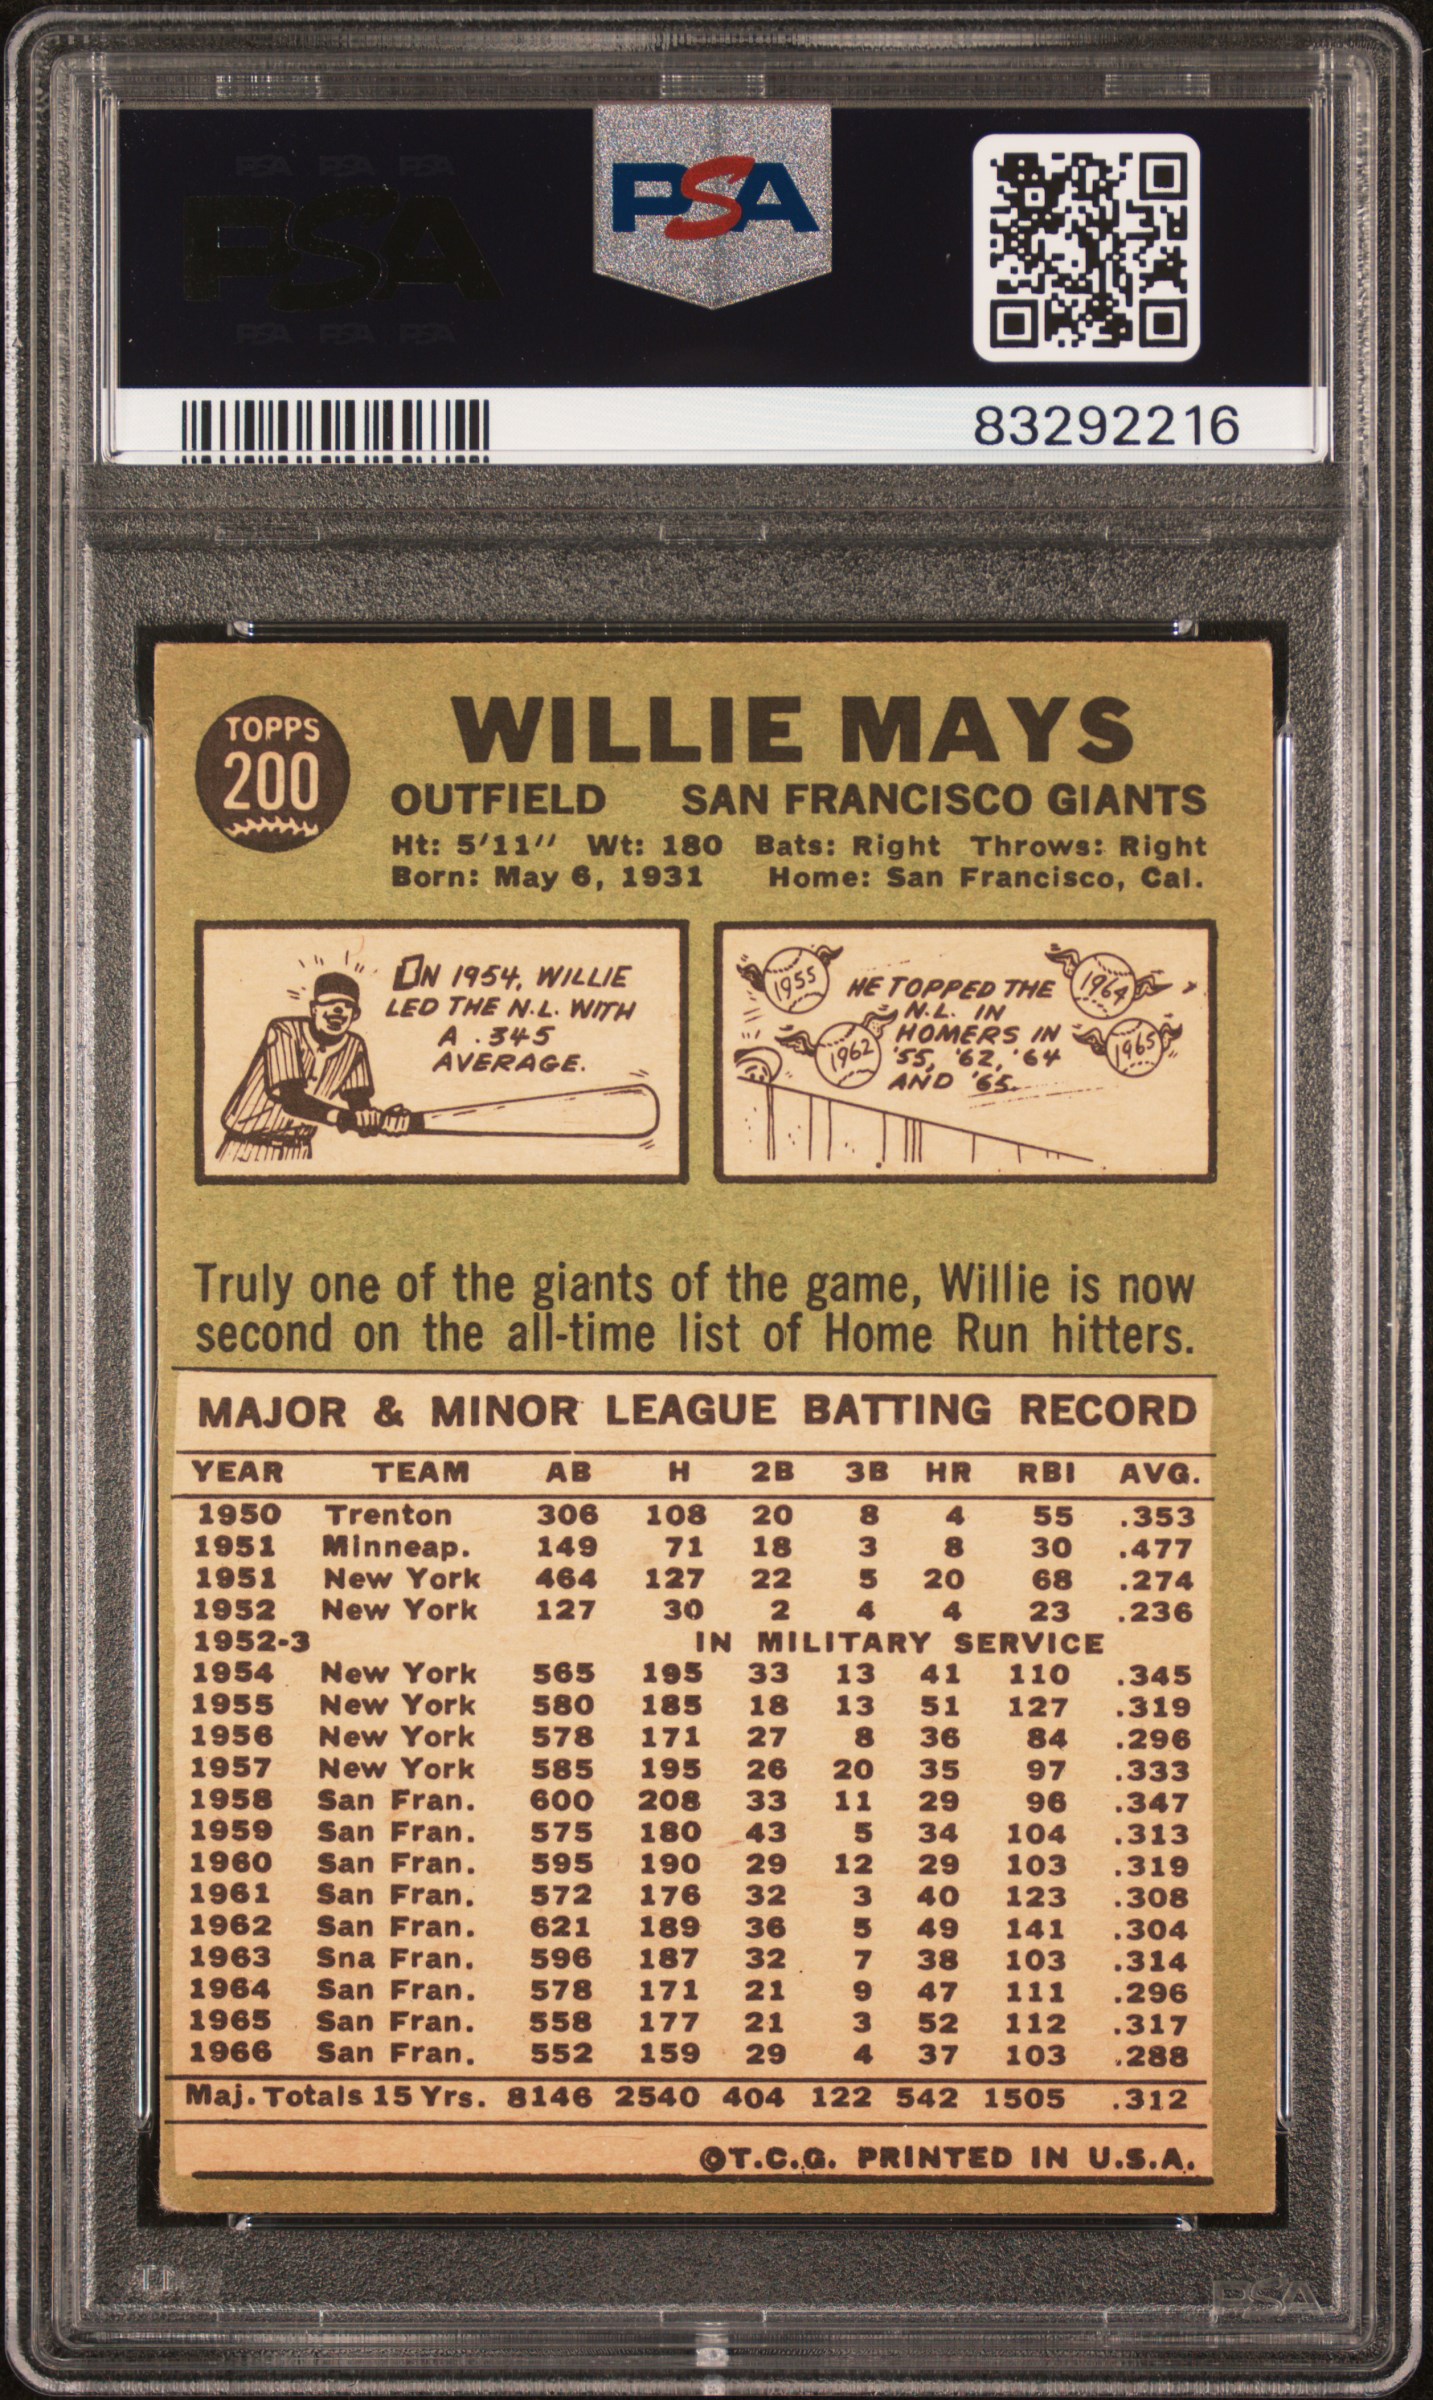 PSA PSA PSA
PSA
PSA PSA PSA
PSA
83292216
TOPPS
200
WILLIE MAYS
OUTFIELD SAN FRANCISCO GIANTS
Ht: 5'11" Wt: 180 Bats: Right Throws: Right
Born: May 6, 1931 Home: San Francisco, Cal.
IN 1954, WILLIE
LED THE N.L. WITH
A .345
AVERAGE.
1955
HE TOPPED THE
N.L. IN
HOMERS IN
'55, '62, '64
AND '65.
1964
1962
1965
Truly one of the giants of the game, Willie is now
second on the all-time list of Home Run hitters.
MAJOR & MINOR LEAGUE BATTING RECORD
YEAR TEAM AB H 2B 3B HR RBI AVG.
1950 Trenton 306 108 20 8 4 55 .353
1951 Minneap. 149 71 18 3 8 30 .477
1951 New York 464 127 22 5 20 68 .274
1952 New York 127 30 2 4 4 23 .236
1952-3 IN MILITARY SERVICE
1954 New York 565 195 33 13 41 110 .345
1955 New York 580 185 18 13 51 127 .319
1956 New York 578 171 27 8 36 84 .296
1957 New York 585 195 26 20 35 97 .333
1958 San Fran. 600 208 33 11 29 96 .347
1959 San Fran. 575 180 43 5 34 104 .313
1960 San Fran. 595 190 29 12 29 103 .319
1961 San Fran. 572 176 32 3 40 123 .308
1962 San Fran. 621 189 36 5 49 141 .304
1963 Sna Fran. 596 187 32 7 38 103 .314
1964 San Fran. 578 171 21 9 47 111 .296
1965 San Fran. 558 177 21 3 52 112 .317
1966 San Fran. 552 159 29 4 37 103 .288
Maj. Totals 15 Yrs. 8146 2540 404 122 542 1505 .312
©T.C.G. PRINTED IN U.S.A.
PSA